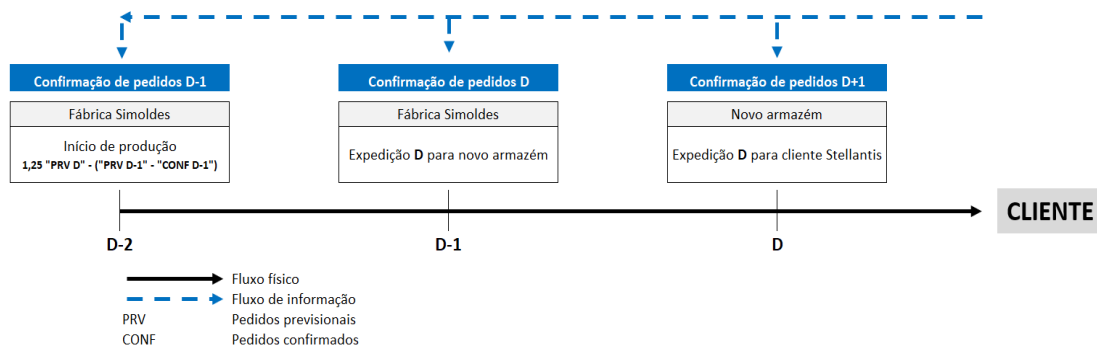 Confirmação de pedidos D-1
Confirmação de pedidos D
Confirmação de pedidos D+1
Fábrica Simoldes
Fábrica Simoldes
Novo armazém
Início de produção
1,25 "PRV D" - ("PRV D-1" - "CONF D-1")
Expedição D para novo armazém
Expedição D para cliente Stellantis
CLIENTE
D-2
D-1
D
Fluxo físico
Fluxo de informação
PRV Pedidos previsionais
CONF Pedidos confirmados